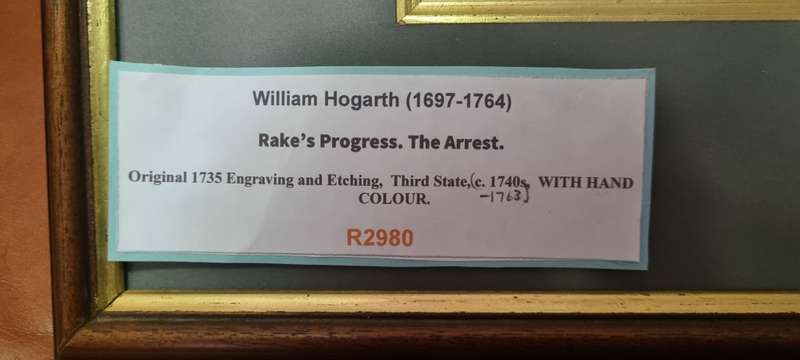 William Hogarth (1697-1764)
Rake's Progress. The Arrest.
Original 1735 Engraving and Etching, Third State,(c. 1740s, WITH HAND
-1763)
COLOUR.
R2980